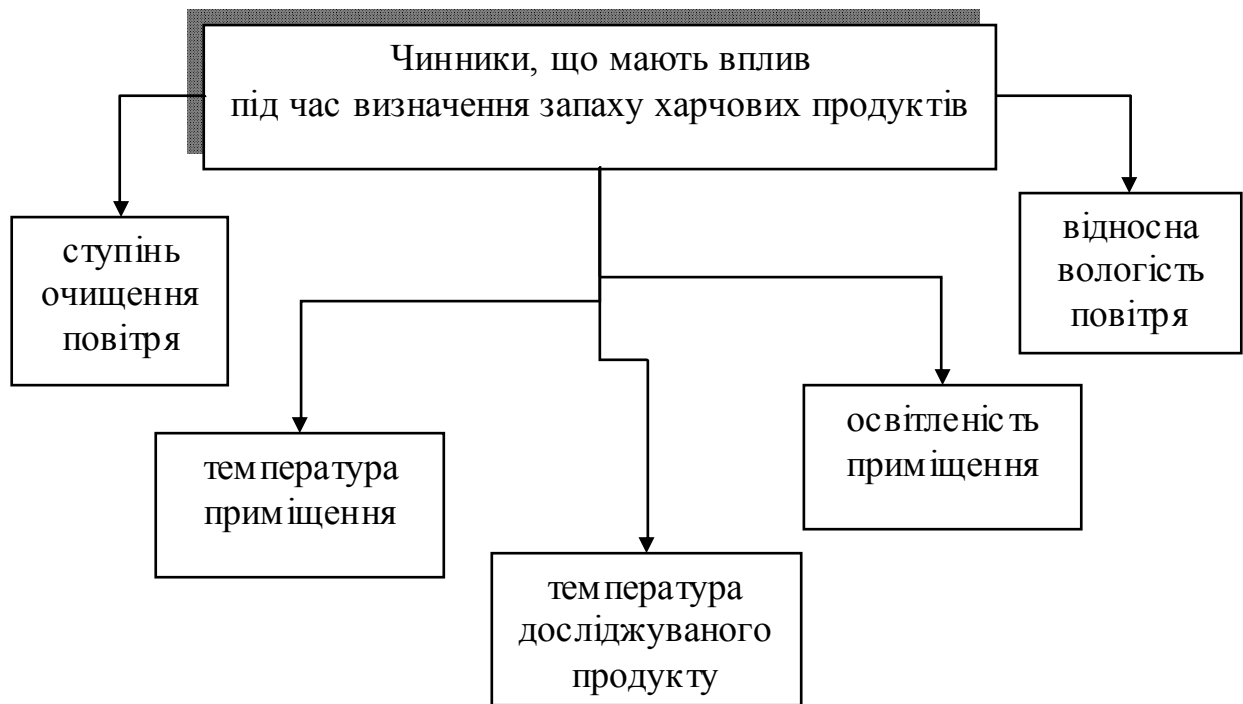 Чинники, що мають вплив
під час визначення запаху харчових продуктів
ступінь
очищення
повітря
відносна
вологість
повітря
температура
приміщення
освітленість
приміщення
температура
досліджуваного
продукту